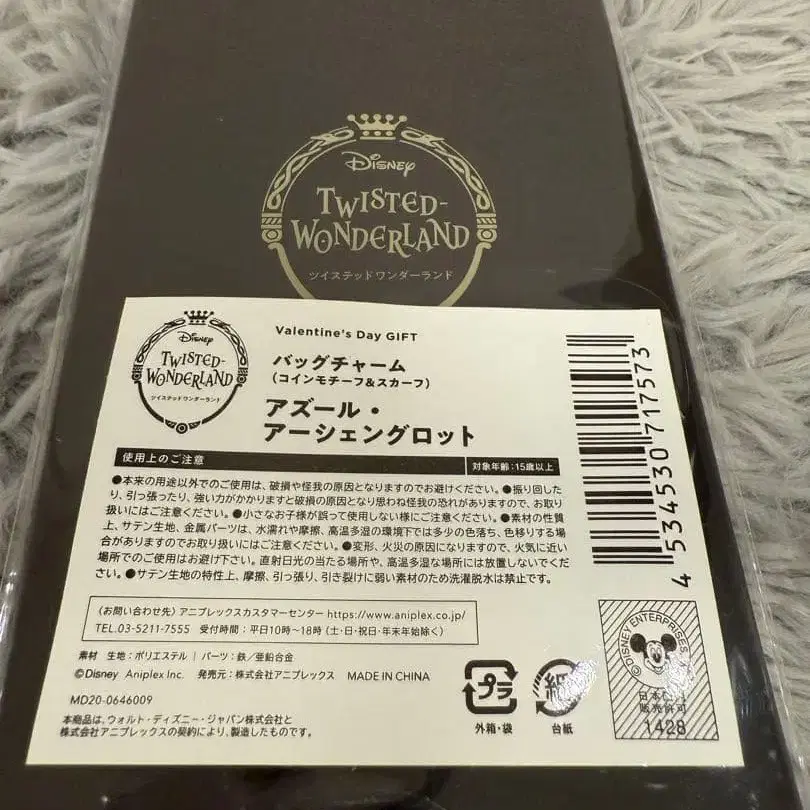 Disney
TWISTED-
WONDERLAND
ツイステッドワンダーランド
Disney
TWISTED-
WONDERLAND
ツイステッドワンダーランド
Valentine's Day GIFT
バッグチャーム
(コインモチーフ&スカーフ)
アズール・
アーシェングロット
使用上のご注意
対象年齢:15歳以上
●本来の用途以外でのご使用は、破損や怪我の原因となりますのでお避けください。●振り回した
り、引っ張ったり、強い力がかかりますと破損の原因となり思わぬ怪我の恐れがありますので、お取り
扱いにはご注意ください。●小さなお子様が誤って使用しない様にご注意ください。●素材の性質
上、サテン生地、金属パーツは、水濡れや摩擦、高温多湿の環境下では多少の色落ち、色移りする場
合がありますのでお取り扱いにはご注意ください。●変形、火災の原因になりますので、火気に近い
場所でのご使用はお避け下さい。直射日光の当たる場所や、高温多湿な場所には放置しないでくだ
さい。●サテン生地の特性上、摩擦、引っ張り、引き裂けに弱い素材のため洗濯脱水は禁止です。
〈お問い合わせ先〉アニプレックスカスタマーセンター https://www.aniplex.co.jp/
TEL.03-5211-7555 受付時間:平日10時~18時(土・日・祝日・年末年始除く)
素材 生地:ポリエステル | パーツ:鉄/亜鉛合金
©Disney Aniplex Inc. 発売元:株式会社アニプレックス MADE IN CHINA
MD20-0646009
本商品は、ウォルト・ディズニー・ジャパン株式会社と
株式会社アニプレックスの契約により、製造したものです。
プラ
外箱・袋
紙
台紙
4534530717573
©DISNEY ENTERPRISES
販売許可
1428